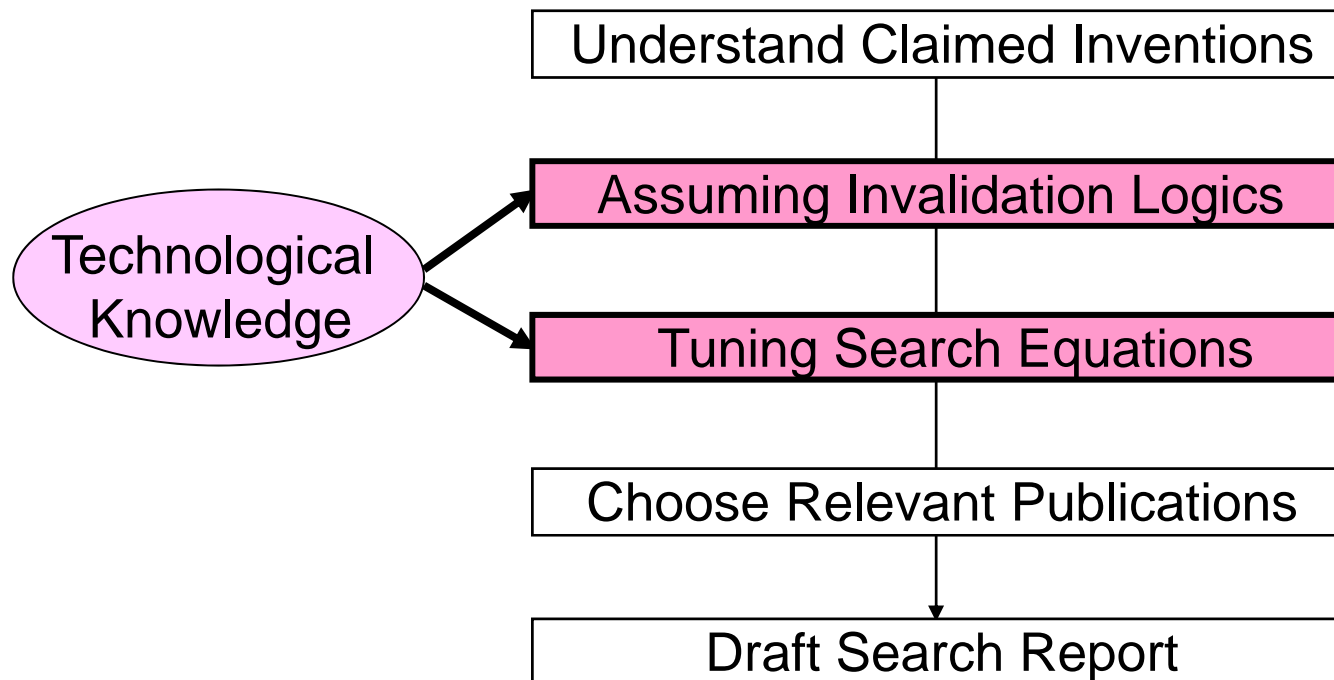 Understand Claimed Inventions
Assuming Invalidation Logics
Technological
Knowledge
Tuning Search Equations
Choose Relevant Publications
Draft Search Report